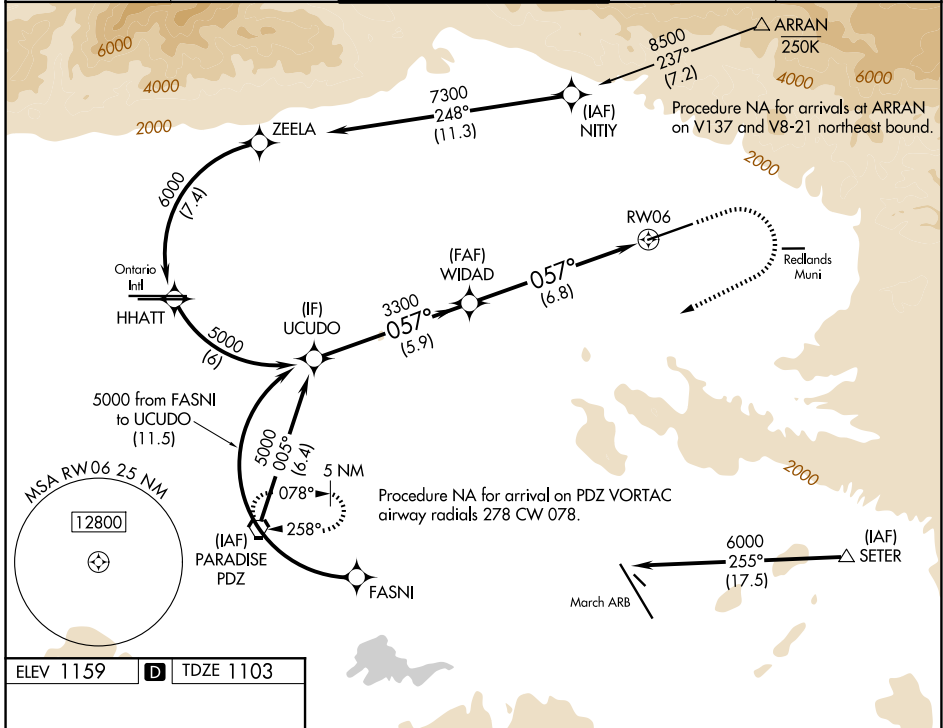 6000
4000
2000
ARRAN
250K
8500
237°
(7.2)
4000
6000
7300
248°
(11.3)
(IAF)
NITIY
Procedure NA for arrivals at ARRAN
on V137 and V8-21 northeast bound.
2000
ZEELA
6000
(7.4)
RW06
Redlands
Muni
Ontario
Intl
HHATT
(FAF)
WIDAD
057°
(6.8)
(IF)
UCUDO
3300
057°
(5.9)
5000
(6)
5000 from FASNI
to UCUDO
(11.5)
5000
005°
(6.4)
5 NM
078°
258°
Procedure NA for arrival on PDZ VORTAC
airway radials 278 CW 078.
2000
MSA RW06 25 NM
12800
(IAF)
PARADISE
PDZ
FASNI
6000
255°
(17.5)
(IAF)
SETER
March ARB
ELEV 1159 D TDZE 1103